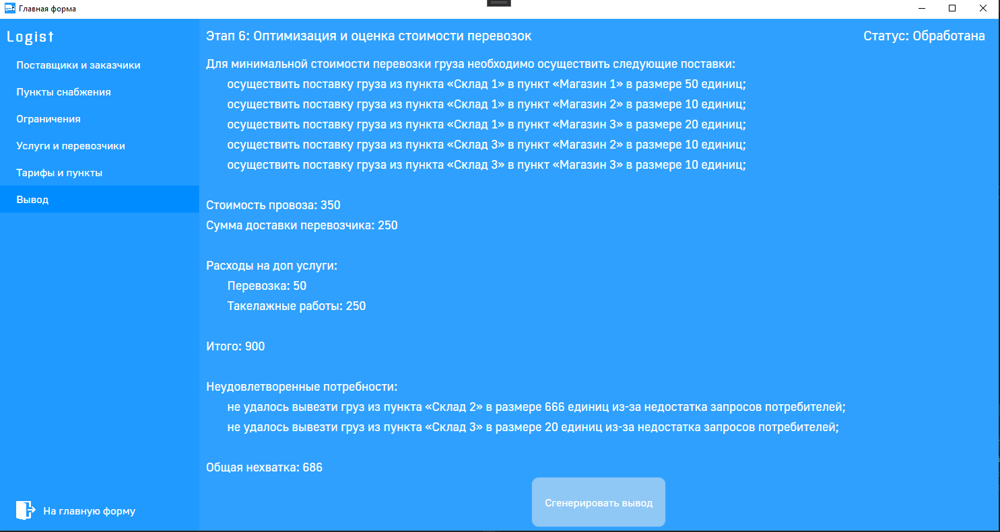 Главная форма
Logist
Поставщики и заказчики
Пункты снабжения
Ограничения
Услуги и перевозчики
Тарифы и пункты
Вывод
На главную форму
Этап 6: Оптимизация и оценка стоимости перевозок
Статус: Обработана
Для минимальной стоимости перевозки груза необходимо осуществить следующие поставки:
осуществить поставку груза из пункта «Склад 1» в пункт «Магазин 1» в размере 50 единиц;
осуществить поставку груза из пункта «Склад 1» в пункт «Магазин 2» в размере 10 единиц;
осуществить поставку груза из пункта «Склад 1» в пункт «Магазин 3» в размере 20 единиц;
осуществить поставку груза из пункта «Склад 3» в пункт «Магазин 2» в размере 10 единиц;
осуществить поставку груза из пункта «Склад 3» в пункт «Магазин 3» в размере 10 единиц;
Стоимость провоза: 350
Сумма доставки перевозчика: 250
Расходы на доп услуги:
Перевозка: 50
Такелажные работы: 250
Итого: 900
Неудовлетворенные потребности:
не удалось вывезти груз из пункта «Склад 2» в размере 666 единиц из-за недостатка запросов потребителей;
не удалось вывезти груз из пункта «Склад 3» в размере 20 единиц из-за недостатка запросов потребителей;
Общая нехватка: 686
Сгенерировать вывод